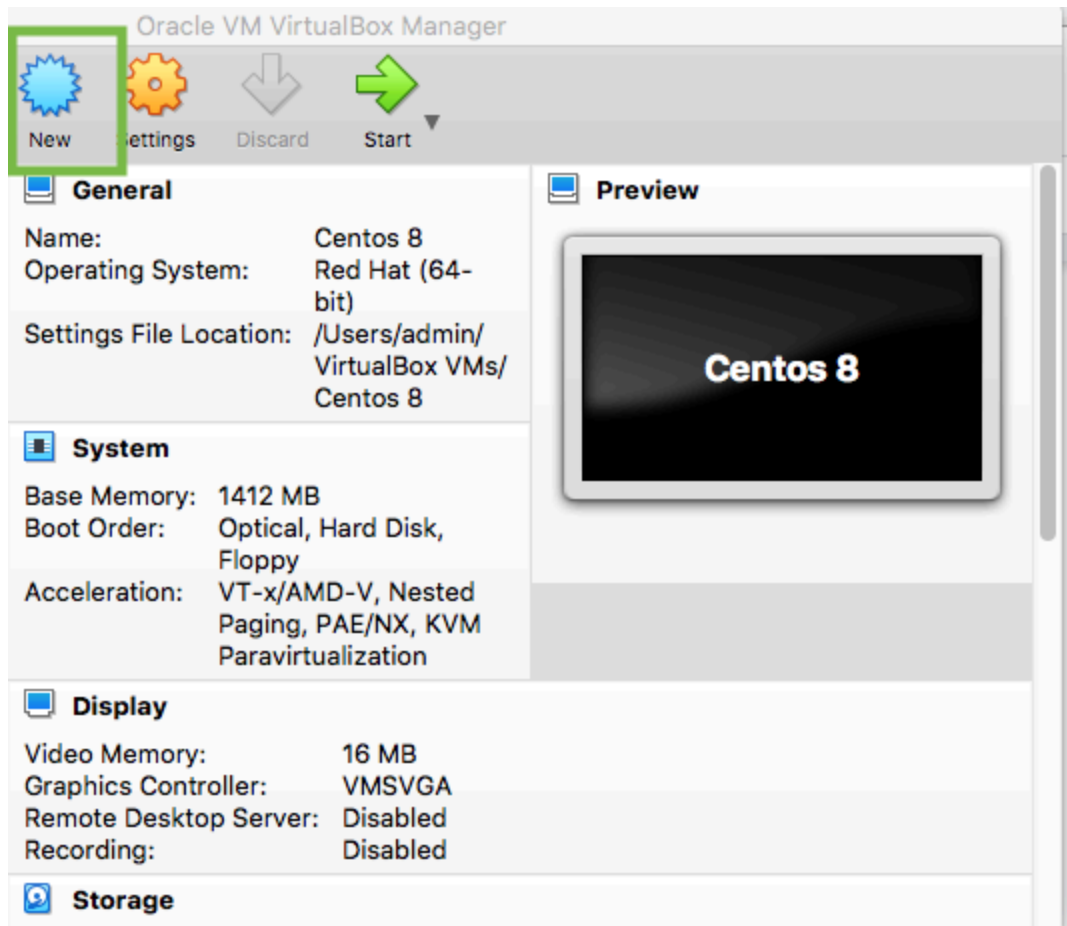 Oracle VM VirtualBox Manager
New
ettings
Discard
Start
General
Name: Centos 8
Operating System: Red Hat (64-
bit)
Settings File Location: /Users/admin/
VirtualBox VMs/
Centos 8
Preview
Centos 8
System
Base Memory: 1412 MB
Boot Order: Optical, Hard Disk,
Floppy
Acceleration: VT-x/AMD-V, Nested
Paging, PAE/NX, KVM
Paravirtualization
Display
Video Memory: 16 MB
Graphics Controller: VMSVGA
Remote Desktop Server: Disabled
Recording: Disabled
Storage